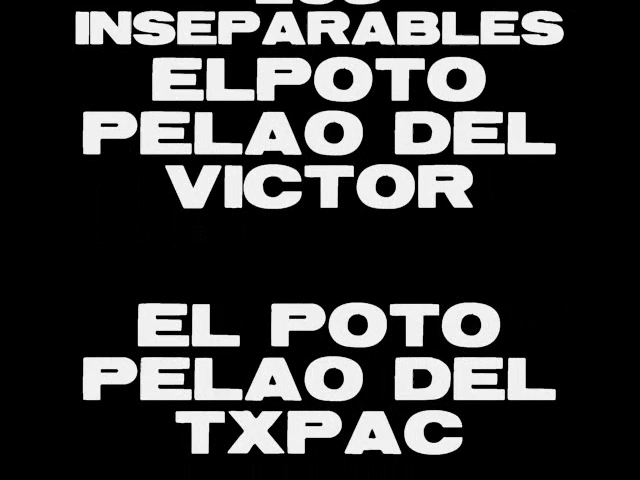 INSEPARABLES
ELPOTO
PELAO DEL
VICTOR
EL POTO
PELAO DEL
TXPAC